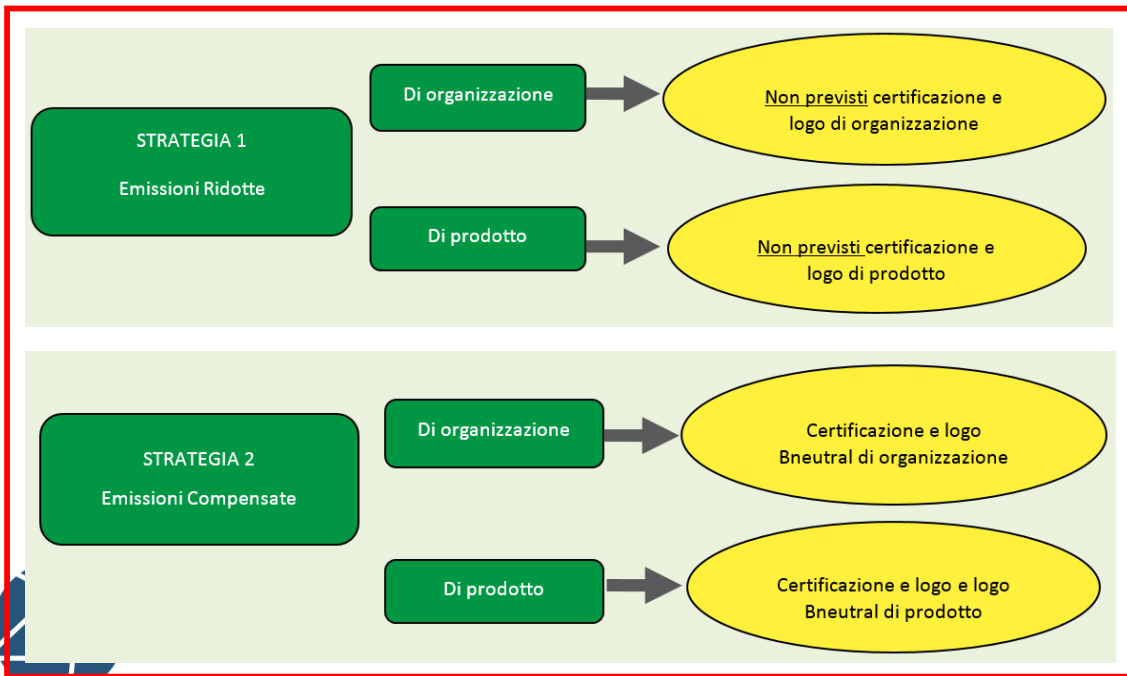 STRATEGIA 1
Emissioni Ridotte
Di organizzazione
Non previsti certificazione e
logo di organizzazione
Di prodotto
Non previsti certificazione e
logo di prodotto
STRATEGIA 2
Emissioni Compensate
Di organizzazione
Certificazione e logo
Bneutral di organizzazione
Di prodotto
Certificazione e logo e logo
Bneutral di prodotto